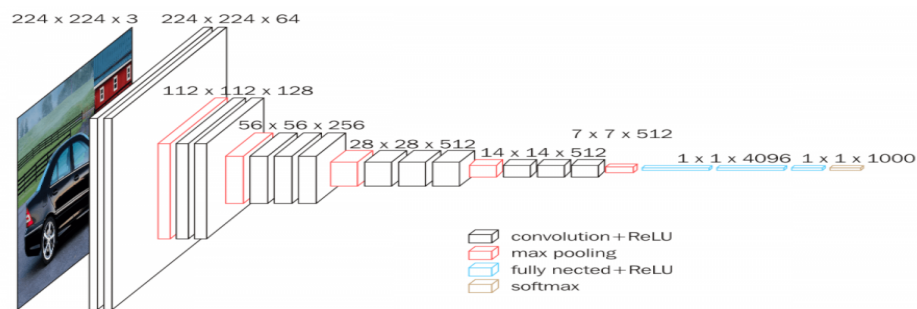 224 x 224 x 3
224 x 224 x 64
112 x 112 x 128
56 x 56 x 256
28 x 28 x 512
14 x 14 x 512
7 x 7 x 512
1 x 1 x 4096
1 x 1 x 1000
convolution+ReLU
max pooling
fully nected+ReLU
softmax